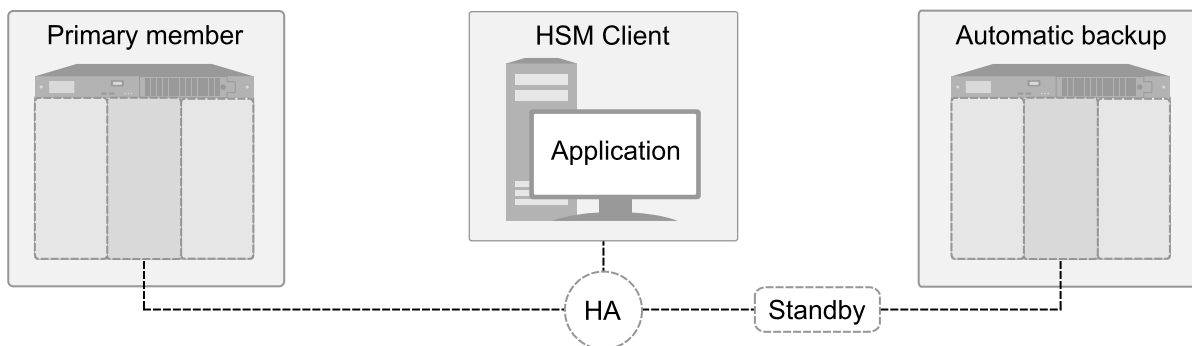 Primary member
HSM Client
Automatic backup
Application
HA
Standby